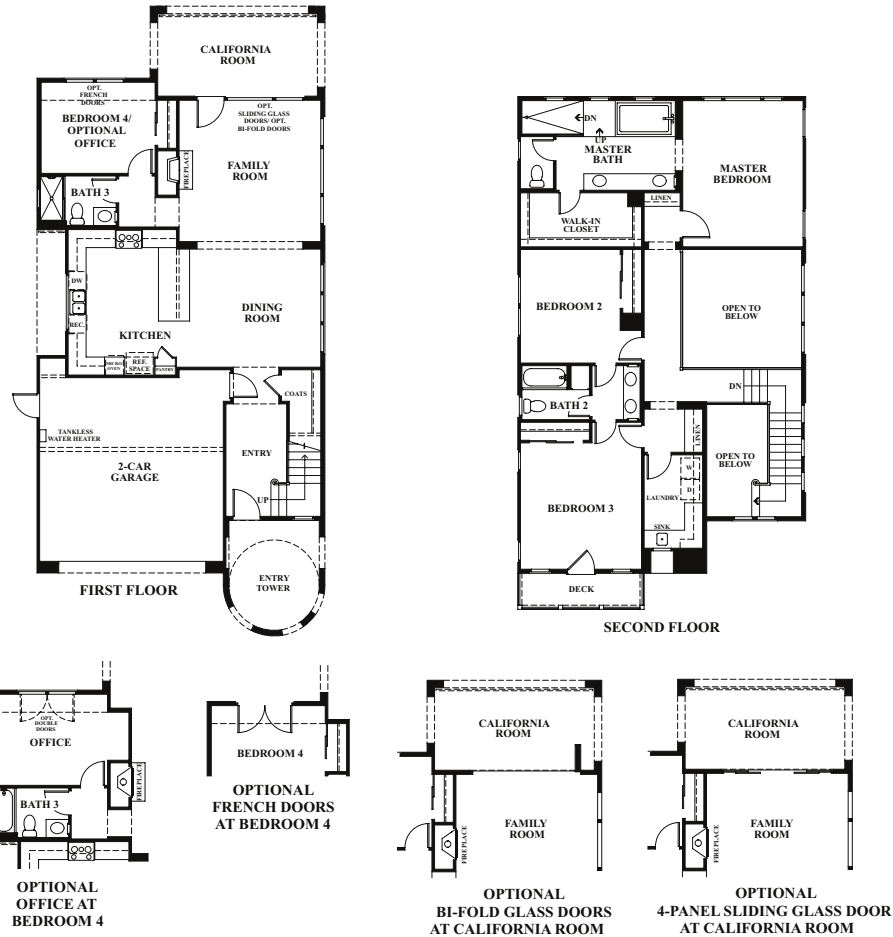 CALIFORNIA
ROOM
OPT.
FRENCH
DOORS
BEDROOM 4/
OPTIONAL
OFFICE
OPT.
SLIDING GLASS
DOORS/ OPT.
BI-FOLD DOORS
FAMILY
ROOM
FIREPLACE
BATH 3
DW
REC.
KITCHEN
DINING
ROOM
MICRO/
OVEN
REF.
SPACE
PANTRY
COATS
TANKLESS
WATER HEATER
2-CAR
GARAGE
ENTRY
UP
ENTRY
TOWER
FIRST FLOOR
DN
UP
MASTER
BATH
MASTER
BEDROOM
LINEN
WALK-IN
CLOSET
BEDROOM 2
OPEN TO
BELOW
DN
BATH 2
LINEN
OPEN TO
BELOW
W
D
LAUNDRY
BEDROOM 3
SINK
DECK
SECOND FLOOR
OPT.
DOUBLE
DOORS
OFFICE
FIREPLACE
BATH 3
OPTIONAL
OFFICE AT
BEDROOM 4
BEDROOM 4
OPTIONAL
FRENCH DOORS
AT BEDROOM 4
CALIFORNIA
ROOM
FAMILY
ROOM
FIREPLACE
OPTIONAL
BI-FOLD GLASS DOORS
AT CALIFORNIA ROOM
CALIFORNIA
ROOM
FAMILY
ROOM
FIREPLACE
OPTIONAL
4-PANEL SLIDING GLASS DOOR
AT CALIFORNIA ROOM